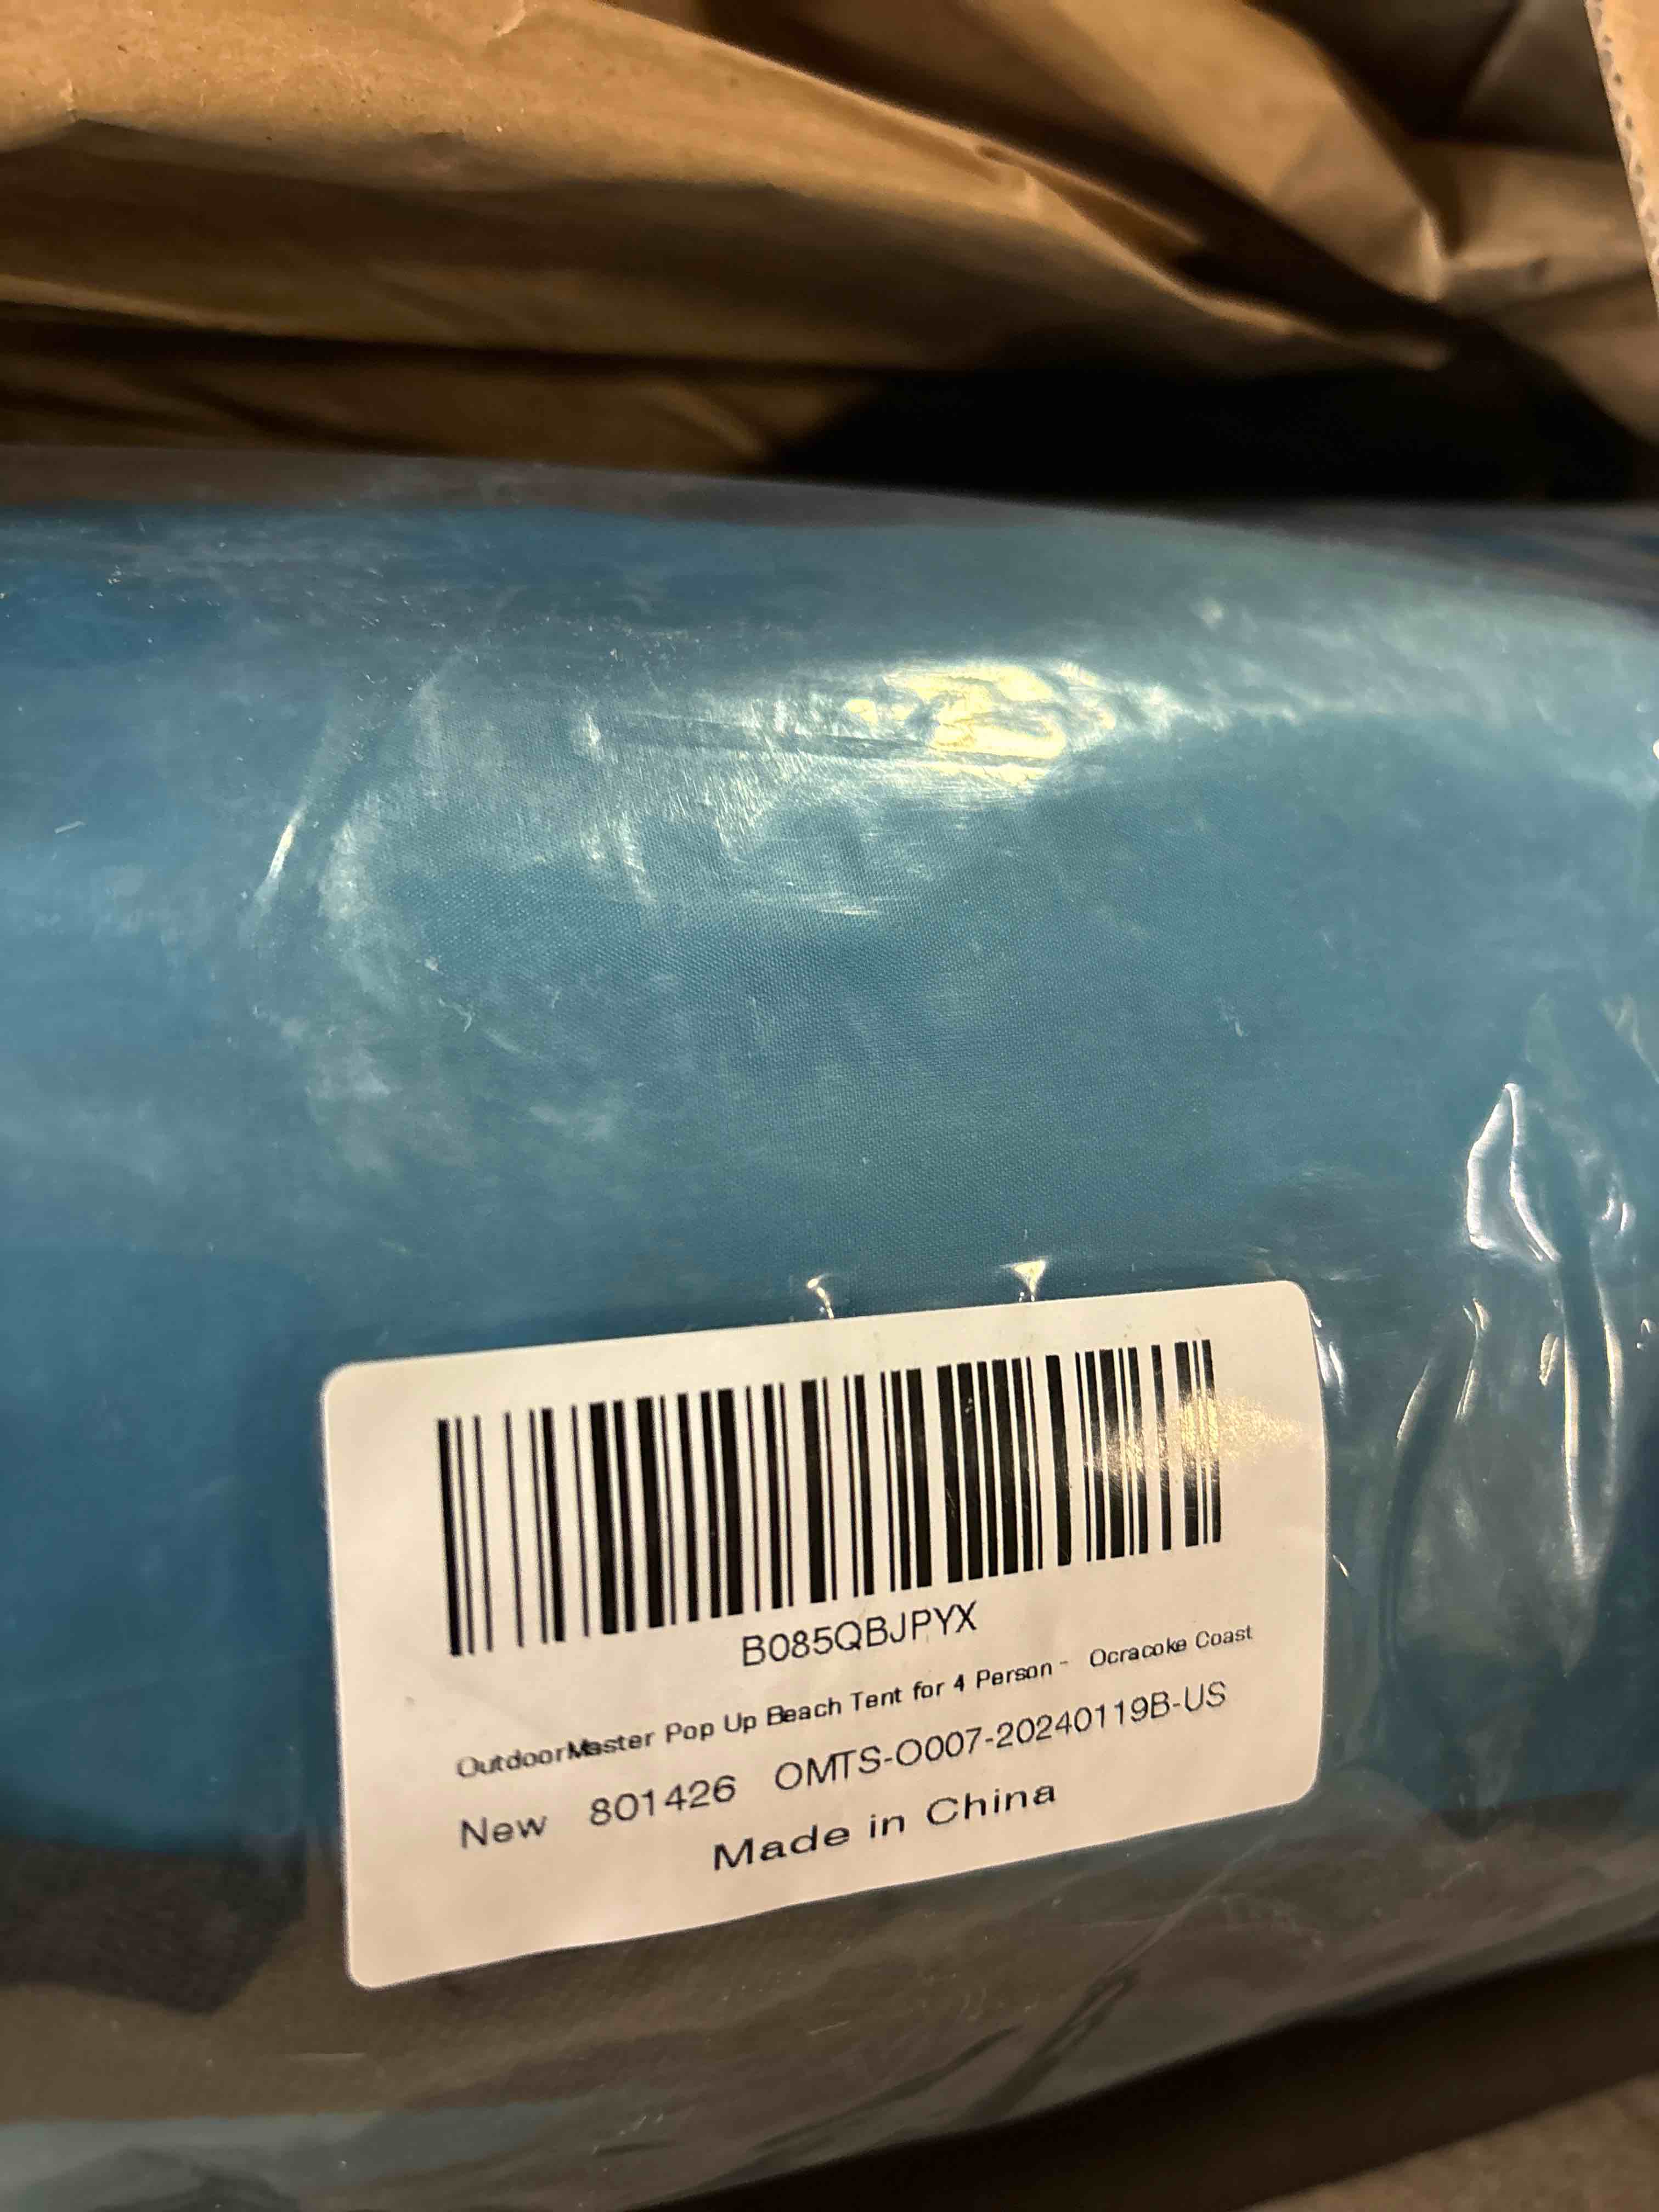 B085QBJPYX
OutdoorMaster Pop Up Beach Tent for 4 Person - Ocracoke Coast
New 801426 OMTS-O007-20240119B-US
Made in China